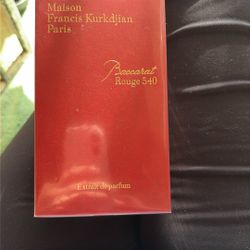 Maison
Francis Kurkdjian
Paris
Baccarat
Rouge 540
Extrait de parfum